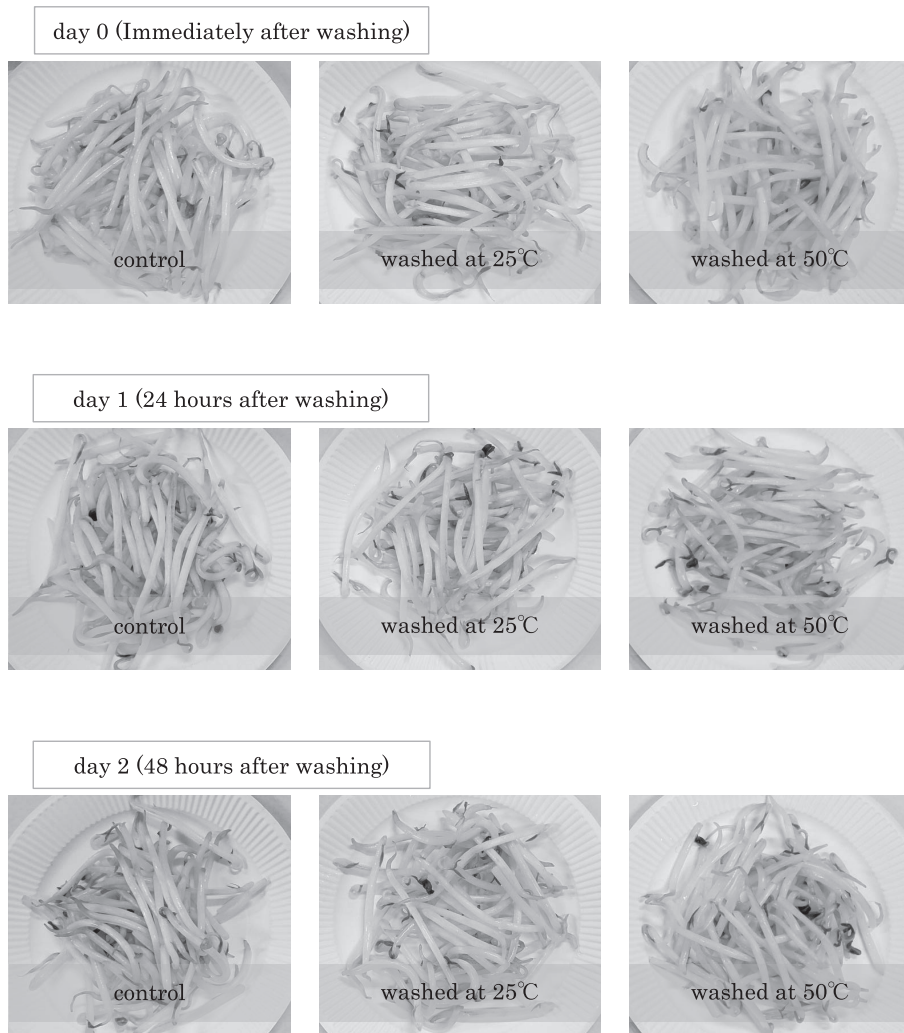 day 0 (Immediately after washing)
control
washed at 25℃
washed at 50℃
day 1 (24 hours after washing)
control
washed at 25℃
washed at 50℃
day 2 (48 hours after washing)
control
washed at 25℃
washed at 50℃